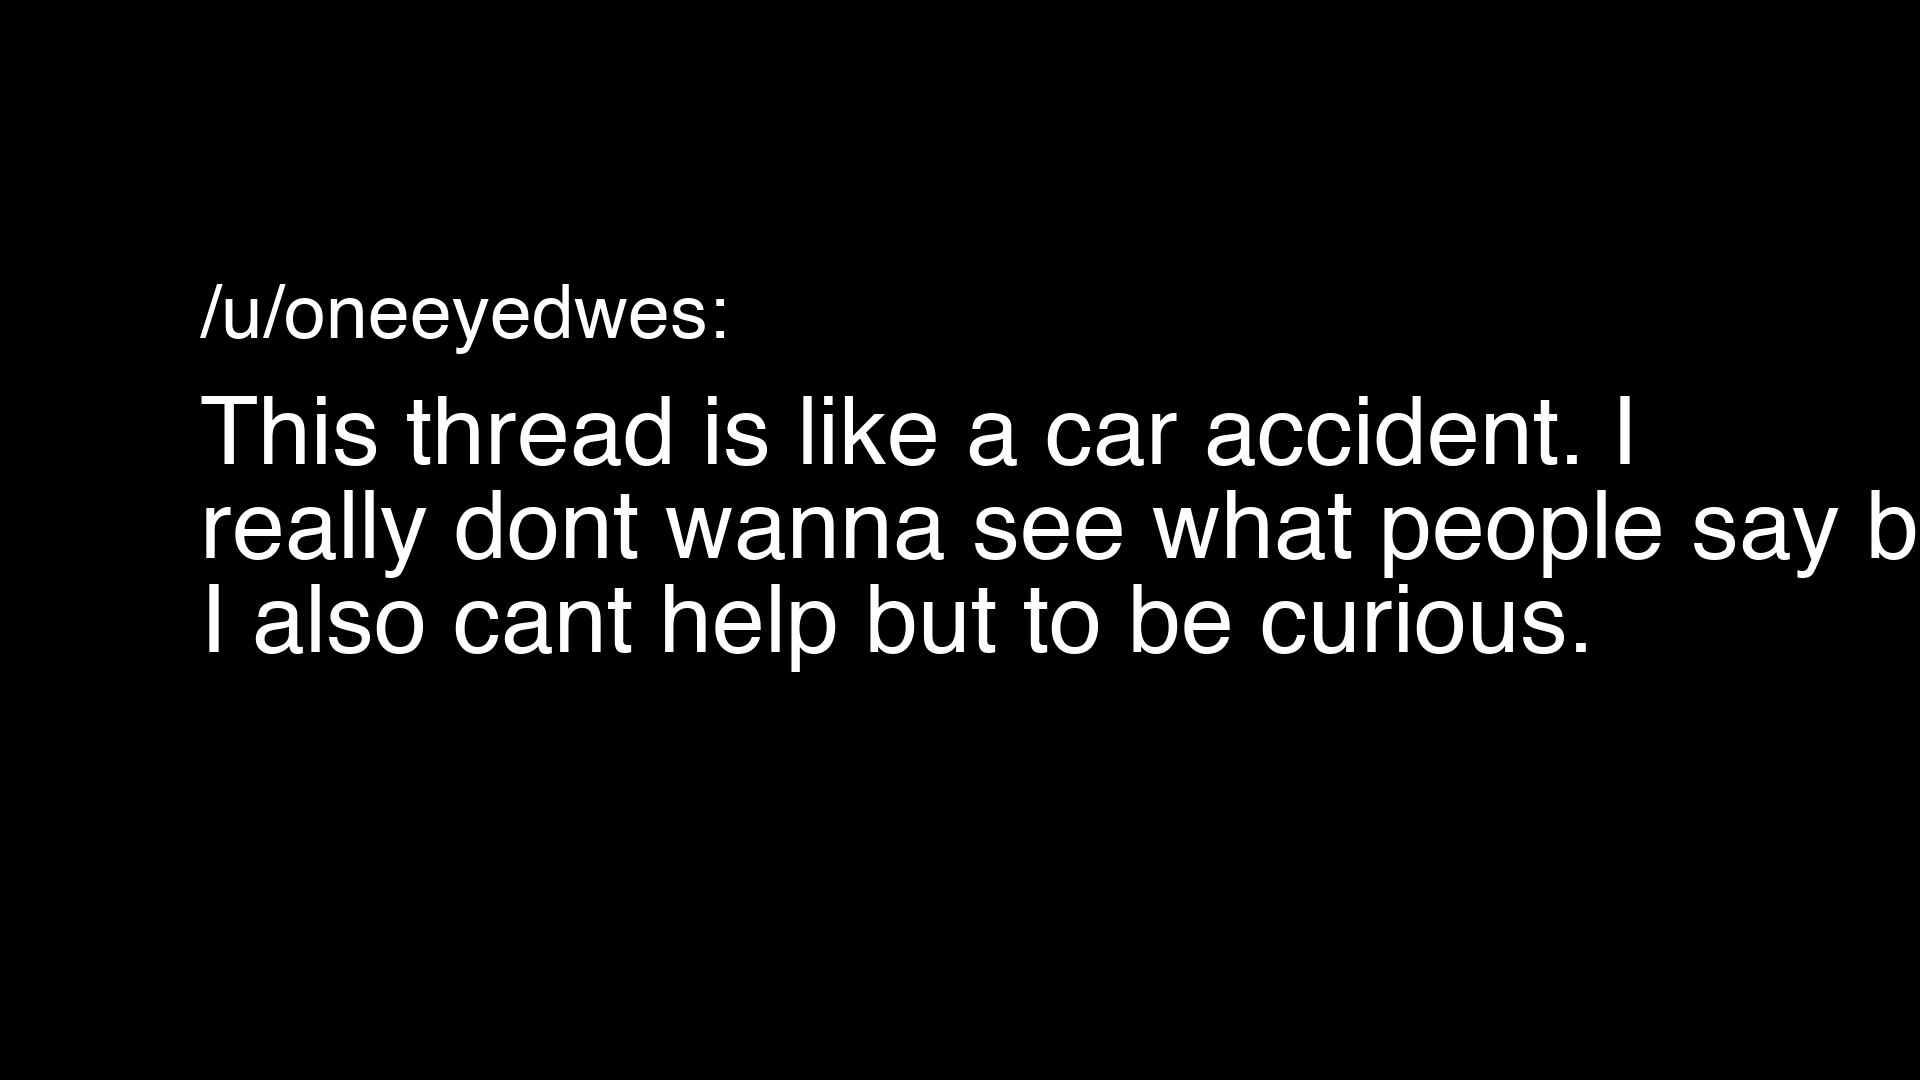 /u/oneeyedwes:
This thread is like a car accident. I
really dont wanna see what people say
I also cant help but to be curious.